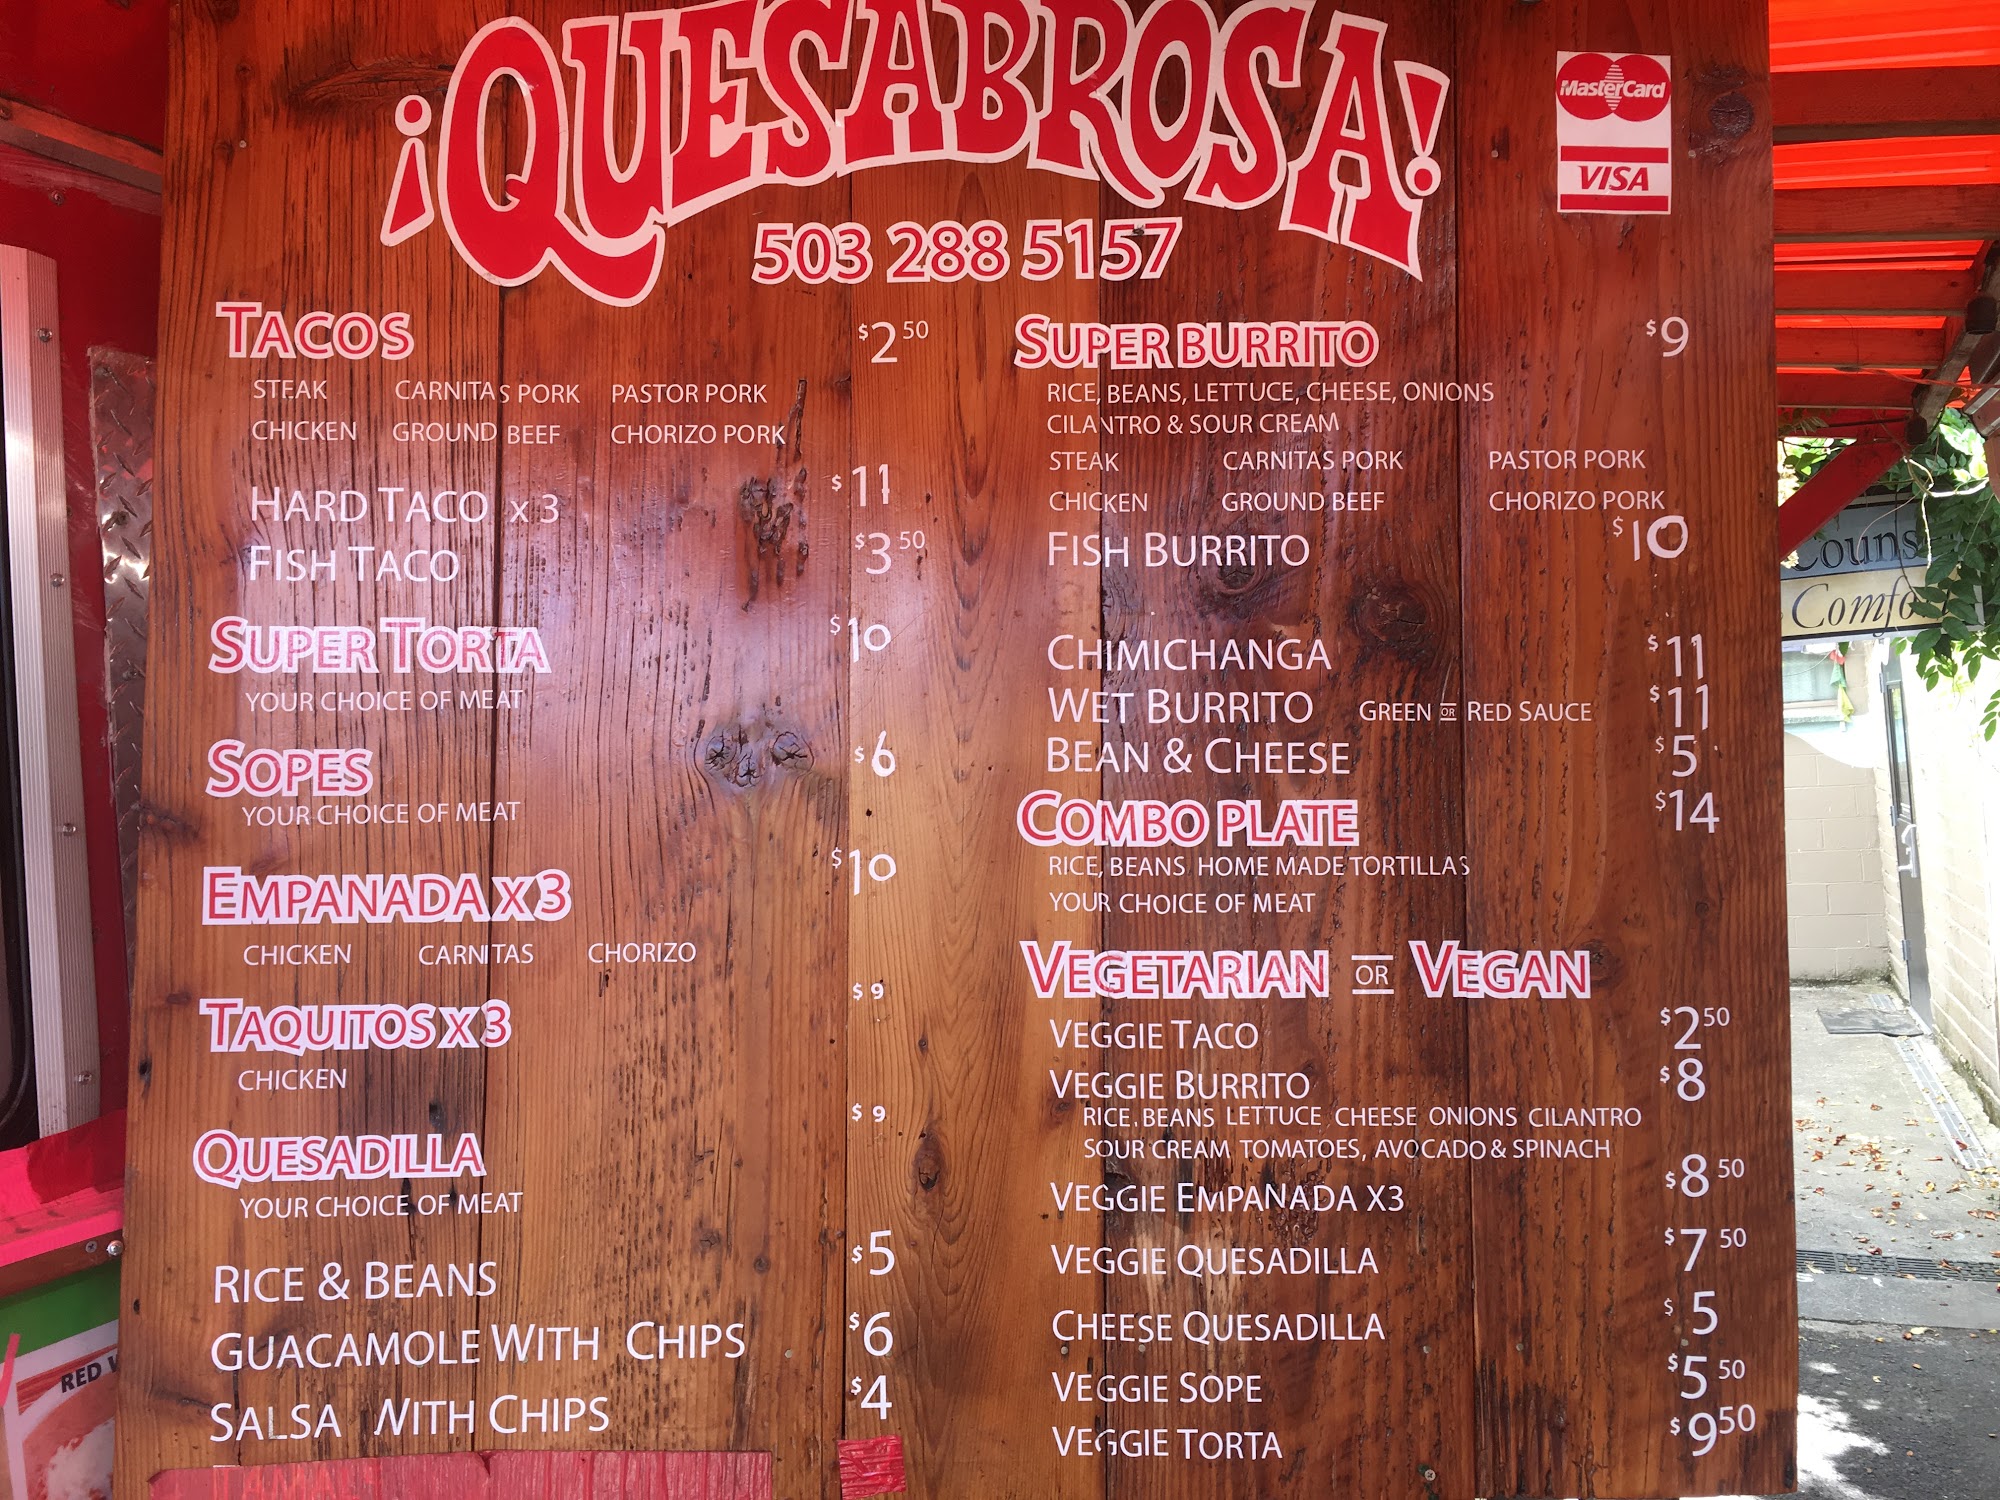 ¡QUESABROSA!
MasterCard
VISA
503 288 5157
TACOS $2 50
STEAK CARNITAS PORK PASTOR PORK
CHICKEN GROUND BEEF CHORIZO PORK
HARD TACO x 3 $11
FISH TACO $3 50
SUPER TORTA $10
YOUR CHOICE OF MEAT
SOPES $6
YOUR CHOICE OF MEAT
EMPANADA X 3 $10
CHICKEN CARNITAS CHORIZO
TAQUITOS X 3 $9
CHICKEN
QUESADILLA $9
YOUR CHOICE OF MEAT
RICE & BEANS $5
GUACAMOLE WITH CHIPS $6
SALSA WITH CHIPS $4
SUPER BURRITO $9
RICE, BEANS, LETTUCE, CHEESE, ONIONS
CILANTRO & SOUR CREAM
STEAK CARNITAS PORK PASTOR PORK
CHICKEN GROUND BEEF CHORIZO PORK
FISH BURRITO $10
CHIMICHANGA $11
WET BURRITO GREEN OR RED SAUCE $11
BEAN & CHEESE $5
COMBO PLATE $14
RICE, BEANS HOME MADE TORTILLAS
YOUR CHOICE OF MEAT
VEGETARIAN OR VEGAN
VEGGIE TACO $2 50
VEGGIE BURRITO $8
RICE, BEANS LETTUCE CHEESE ONIONS CILANTRO
SOUR CREAM TOMATOES, AVOCADO & SPINACH
VEGGIE EMPANADA X3 $8 50
VEGGIE QUESADILLA $7 50
CHEESE QUESADILLA $5
VEGGIE SOPE $5 50
VEGGIE TORTA $9 50
RED
Couns
Comfo